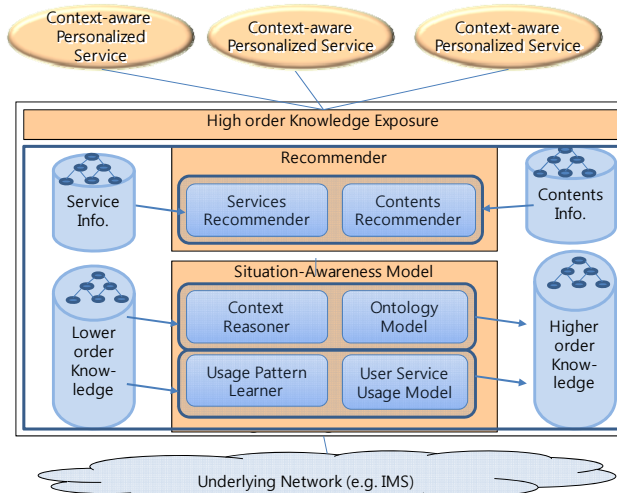 Context-aware
Personalized
Service
Context-aware
Personalized Service
Context-aware
Personalized Service
High order Knowledge Exposure
Recommender
Service
Info.
Services
Recommender
Contents
Recommender
Contents
Info.
Situation-Awareness Model
Lower
order
Know-
ledge
Context
Reasoner
Ontology
Model
Usage Pattern
Learner
User Service
Usage Model
Higher
order
Know-
ledge
Underlying Network (e.g. IMS)